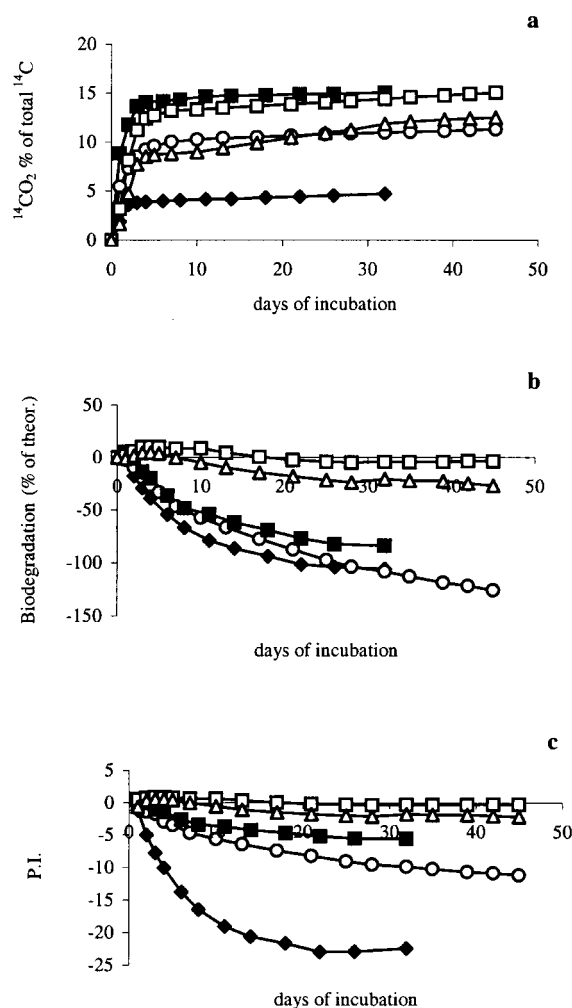 a
20
15
10
5
0
0 10 20 30 40 50
¹⁴CO₂ % of total ¹⁴C
days of incubation
b
50
0
-50
-100
-150
0 10 20 30 40 50
Biodegradation (% of theor.)
days of incubation
c
5
0
-5
-10
-15
-20
-25
0 10 20 30 40 50
P.I.
days of incubation